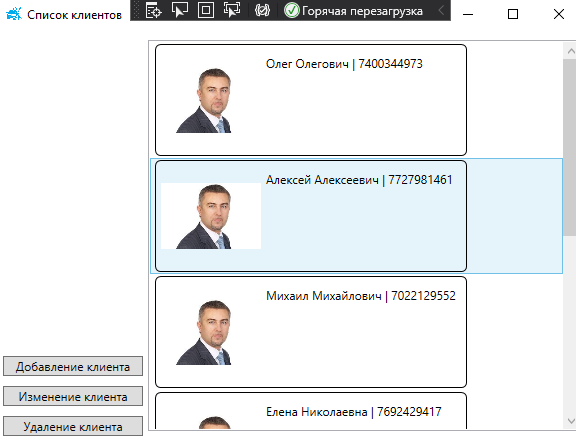 Список клиентов
Горячая перезагрузка
Олег Олегович | 7400344973
Алексей Алексеевич | 7727981461
Михаил Михайлович | 7022129552
Елена Николаевна | 7692429417
Добавление клиента
Изменение клиента
Удаление клиента